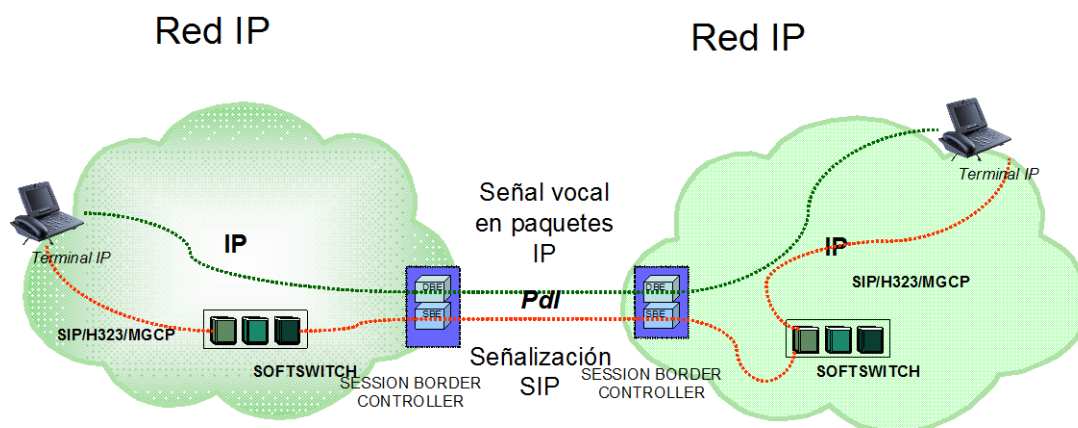 Red IP
Red IP
Terminal IP
Terminal IP
Señal vocal
en paquetes
IP
IP
IP
DBE
SBE
DBE
SBE
PdI
SIP/H323/MGCP
SIP/H323/MGCP
SOFTSWITCH
SOFTSWITCH
Señalización
SIP
SESSION BORDER
CONTROLLER
SESSION BORDER
CONTROLLER